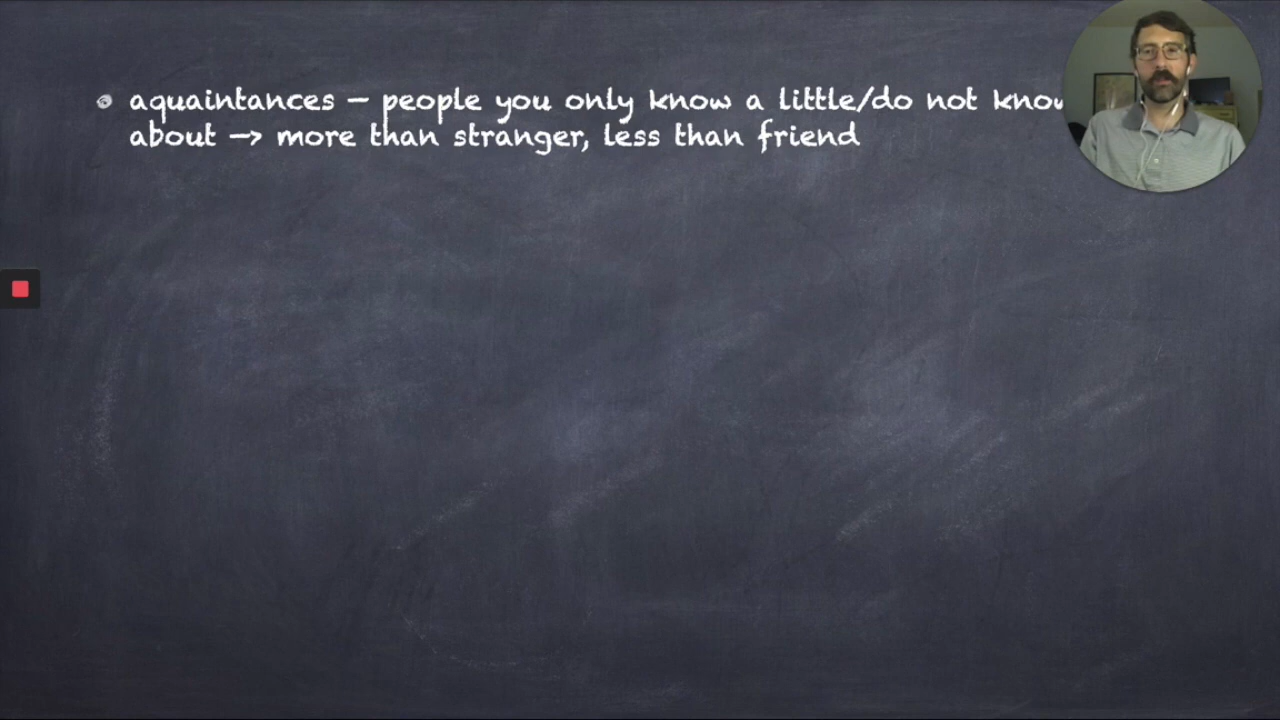 aquaintances – people you only know a little/do not know
about –> more than stranger, less than friend